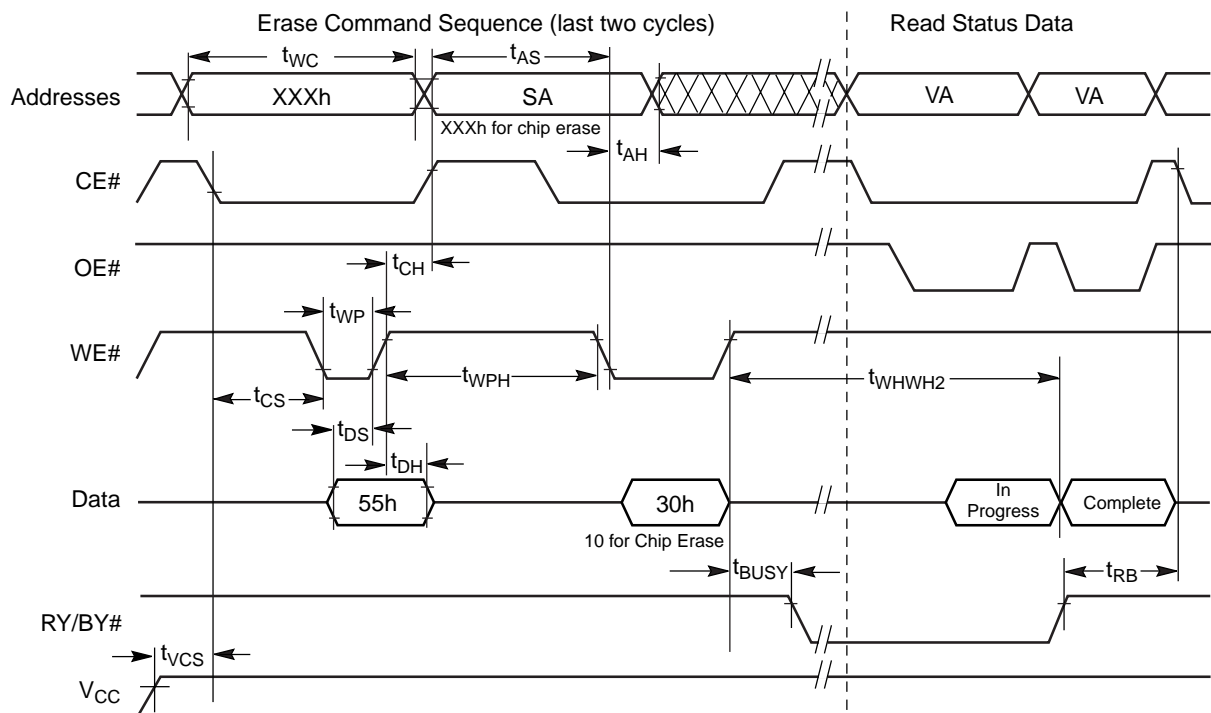 Erase Command Sequence (last two cycles)
Read Status Data
tWC
tAS
Addresses
XXXh
SA
VA
VA
XXXh for chip erase
tAH
CE#
OE#
tCH
tWP
WE#
tWPH
tWHWH2
tCS
tDS
tDH
Data
55h
30h
In
Progress
Complete
10 for Chip Erase
tBUSY
tRB
RY/BY#
tVCS
VCC